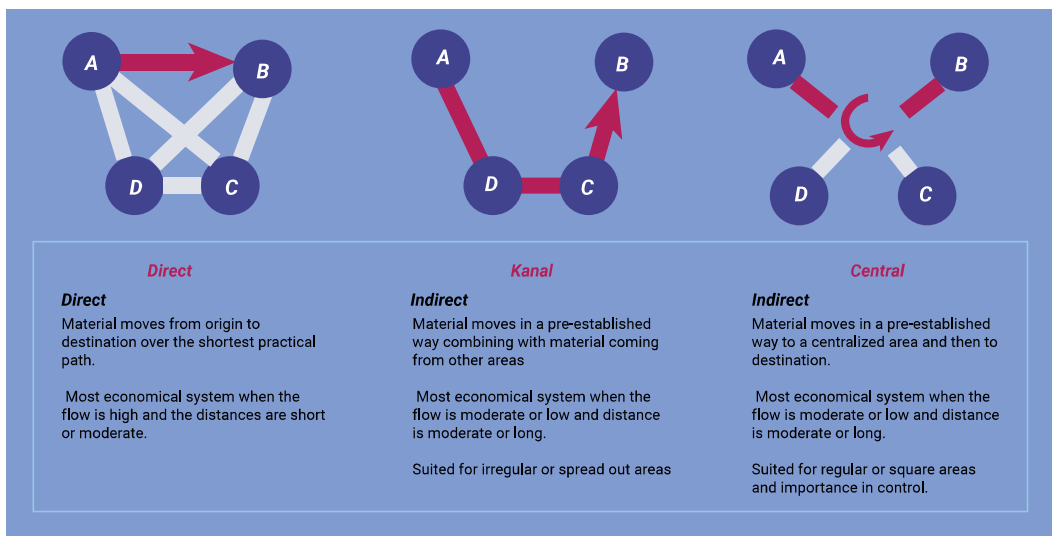 A
B
D
C
A
B
D
C
A
B
D
C
Direct
Direct
Material moves from origin to
destination over the shortest practical
path.
Most economical system when the
flow is high and the distances are short
or moderate.
Kanal
Indirect
Material moves in a pre-established
way combining with material coming
from other areas
Most economical system when the
flow is moderate or low and distance
is moderate or long.
Suited for irregular or spread out areas
Central
Indirect
Material moves in a pre-established
way to a centralized area and then to
destination.
Most economical system when the
flow is moderate or low and distance
is moderate or long.
Suited for regular or square areas
and importance in control.